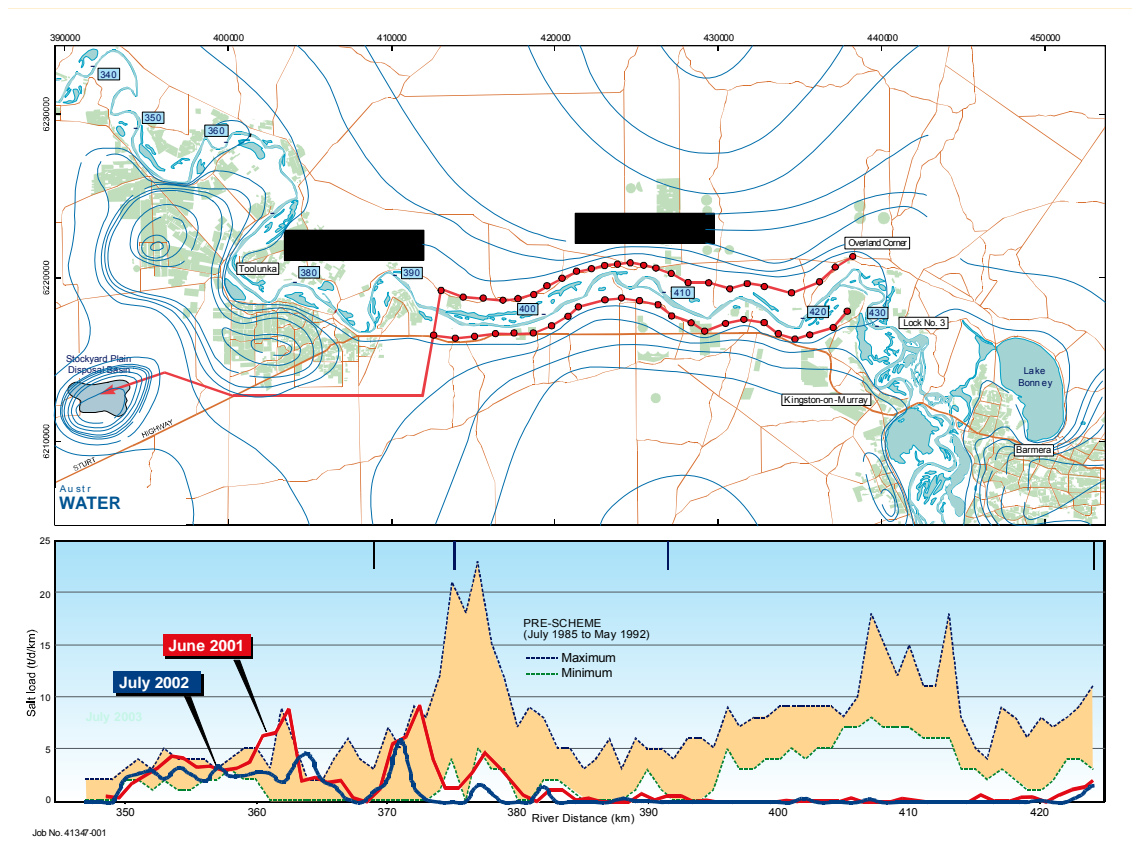 390000
400000
410000
420000
430000
440000
450000
6230000
6220000
6210000
340
350
360
380
390
400
410
420
430
Toolunka
Overland Corner
Lock No. 3
Lake
Bonney
Kingston-on-Murray
Barmera
Stockyard Plain
Disposal Basin
STURT HIGHWAY
Austr
WATER
25
20
15
10
5
0
Salt load (t/d/km)
PRE-SCHEME
(July 1985 to May 1992)
Maximum
Minimum
June 2001
July 2002
July 2003
350
360
370
380
390
400
410
420
River Distance (km)
Job No. 41347-001